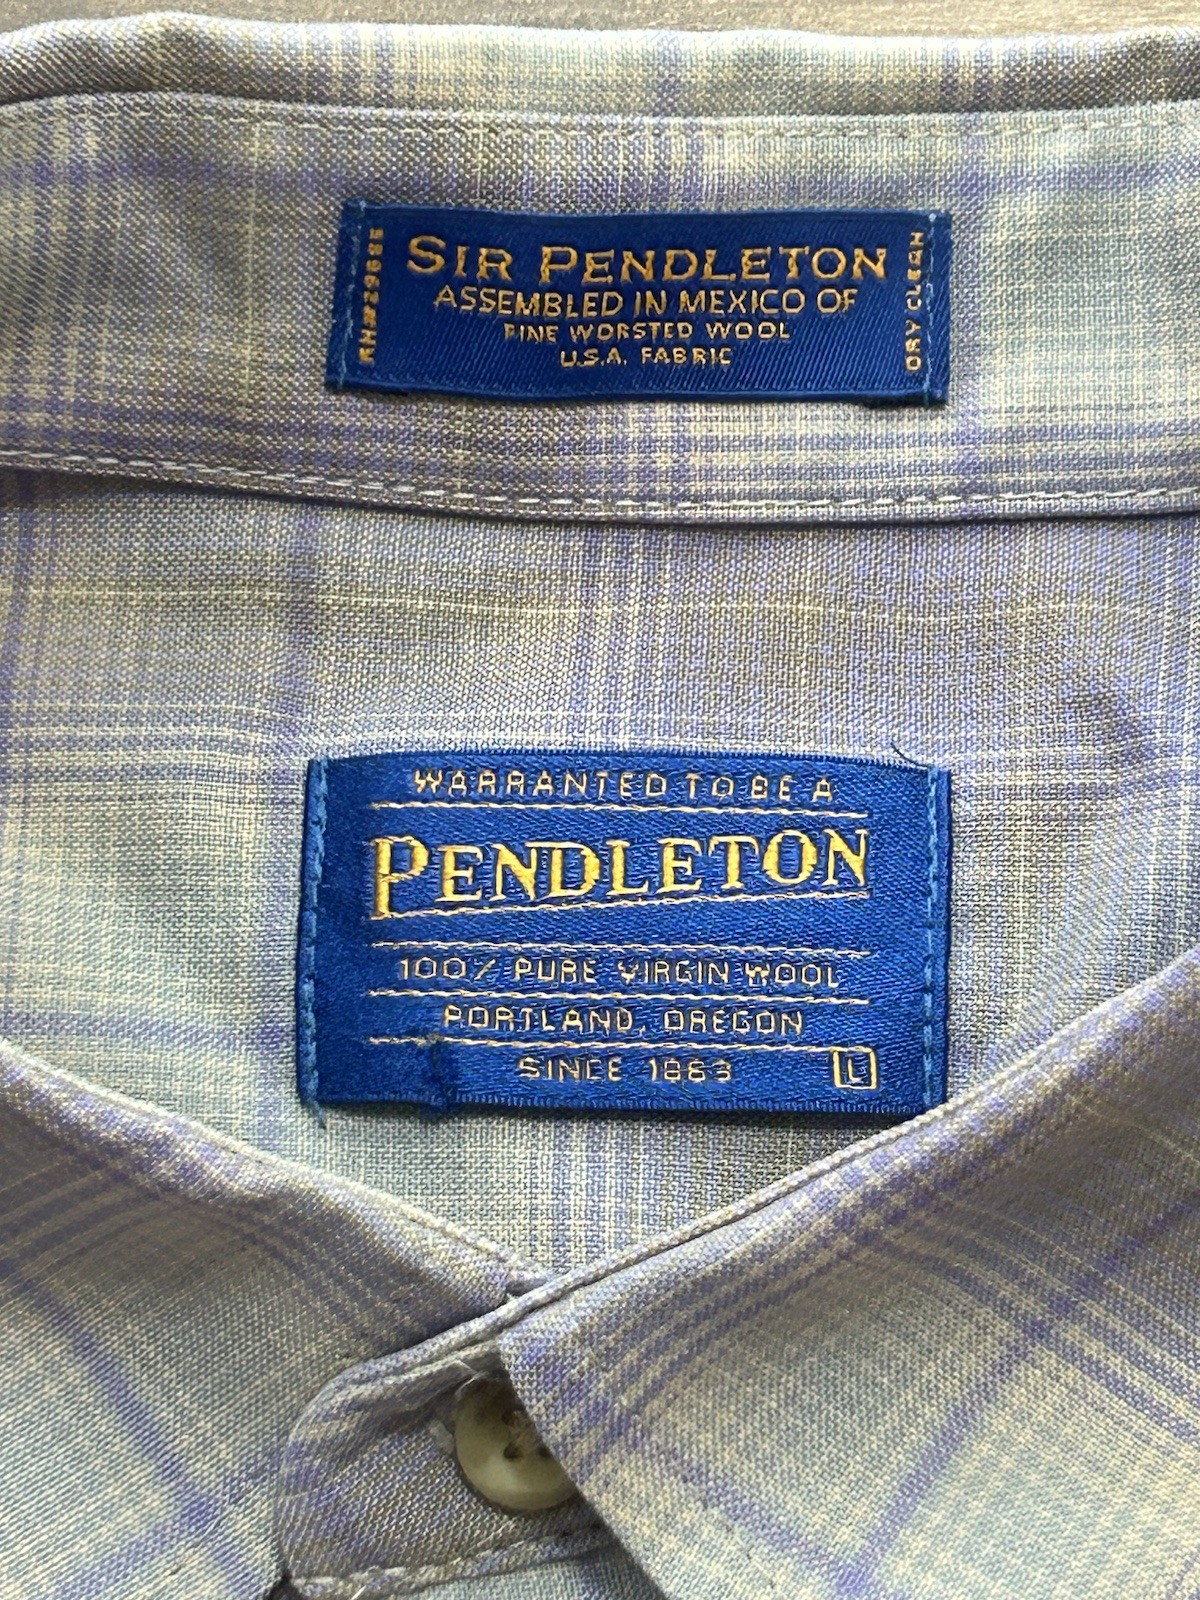 SIR PENDLETON
ASSEMBLED IN MEXICO OF
FINE WORSTED WOOL
U.S.A. FABRIC
DRY CLEAN
WARRANTED TO BE A
PENDLETON
100% PURE VIRGIN WOOL
PORTLAND, OREGON
SINCE 1863
L